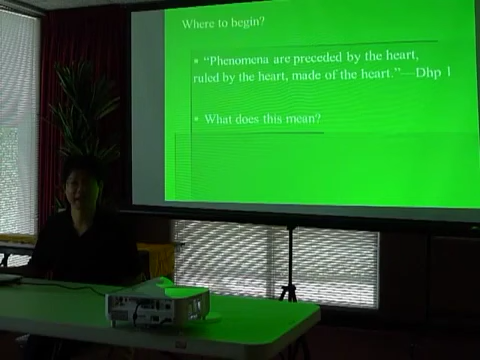 Where to begin?
• “Phenomena are preceded by the heart,
ruled by the heart, made of the heart.”—Dhp 1
• What does this mean?